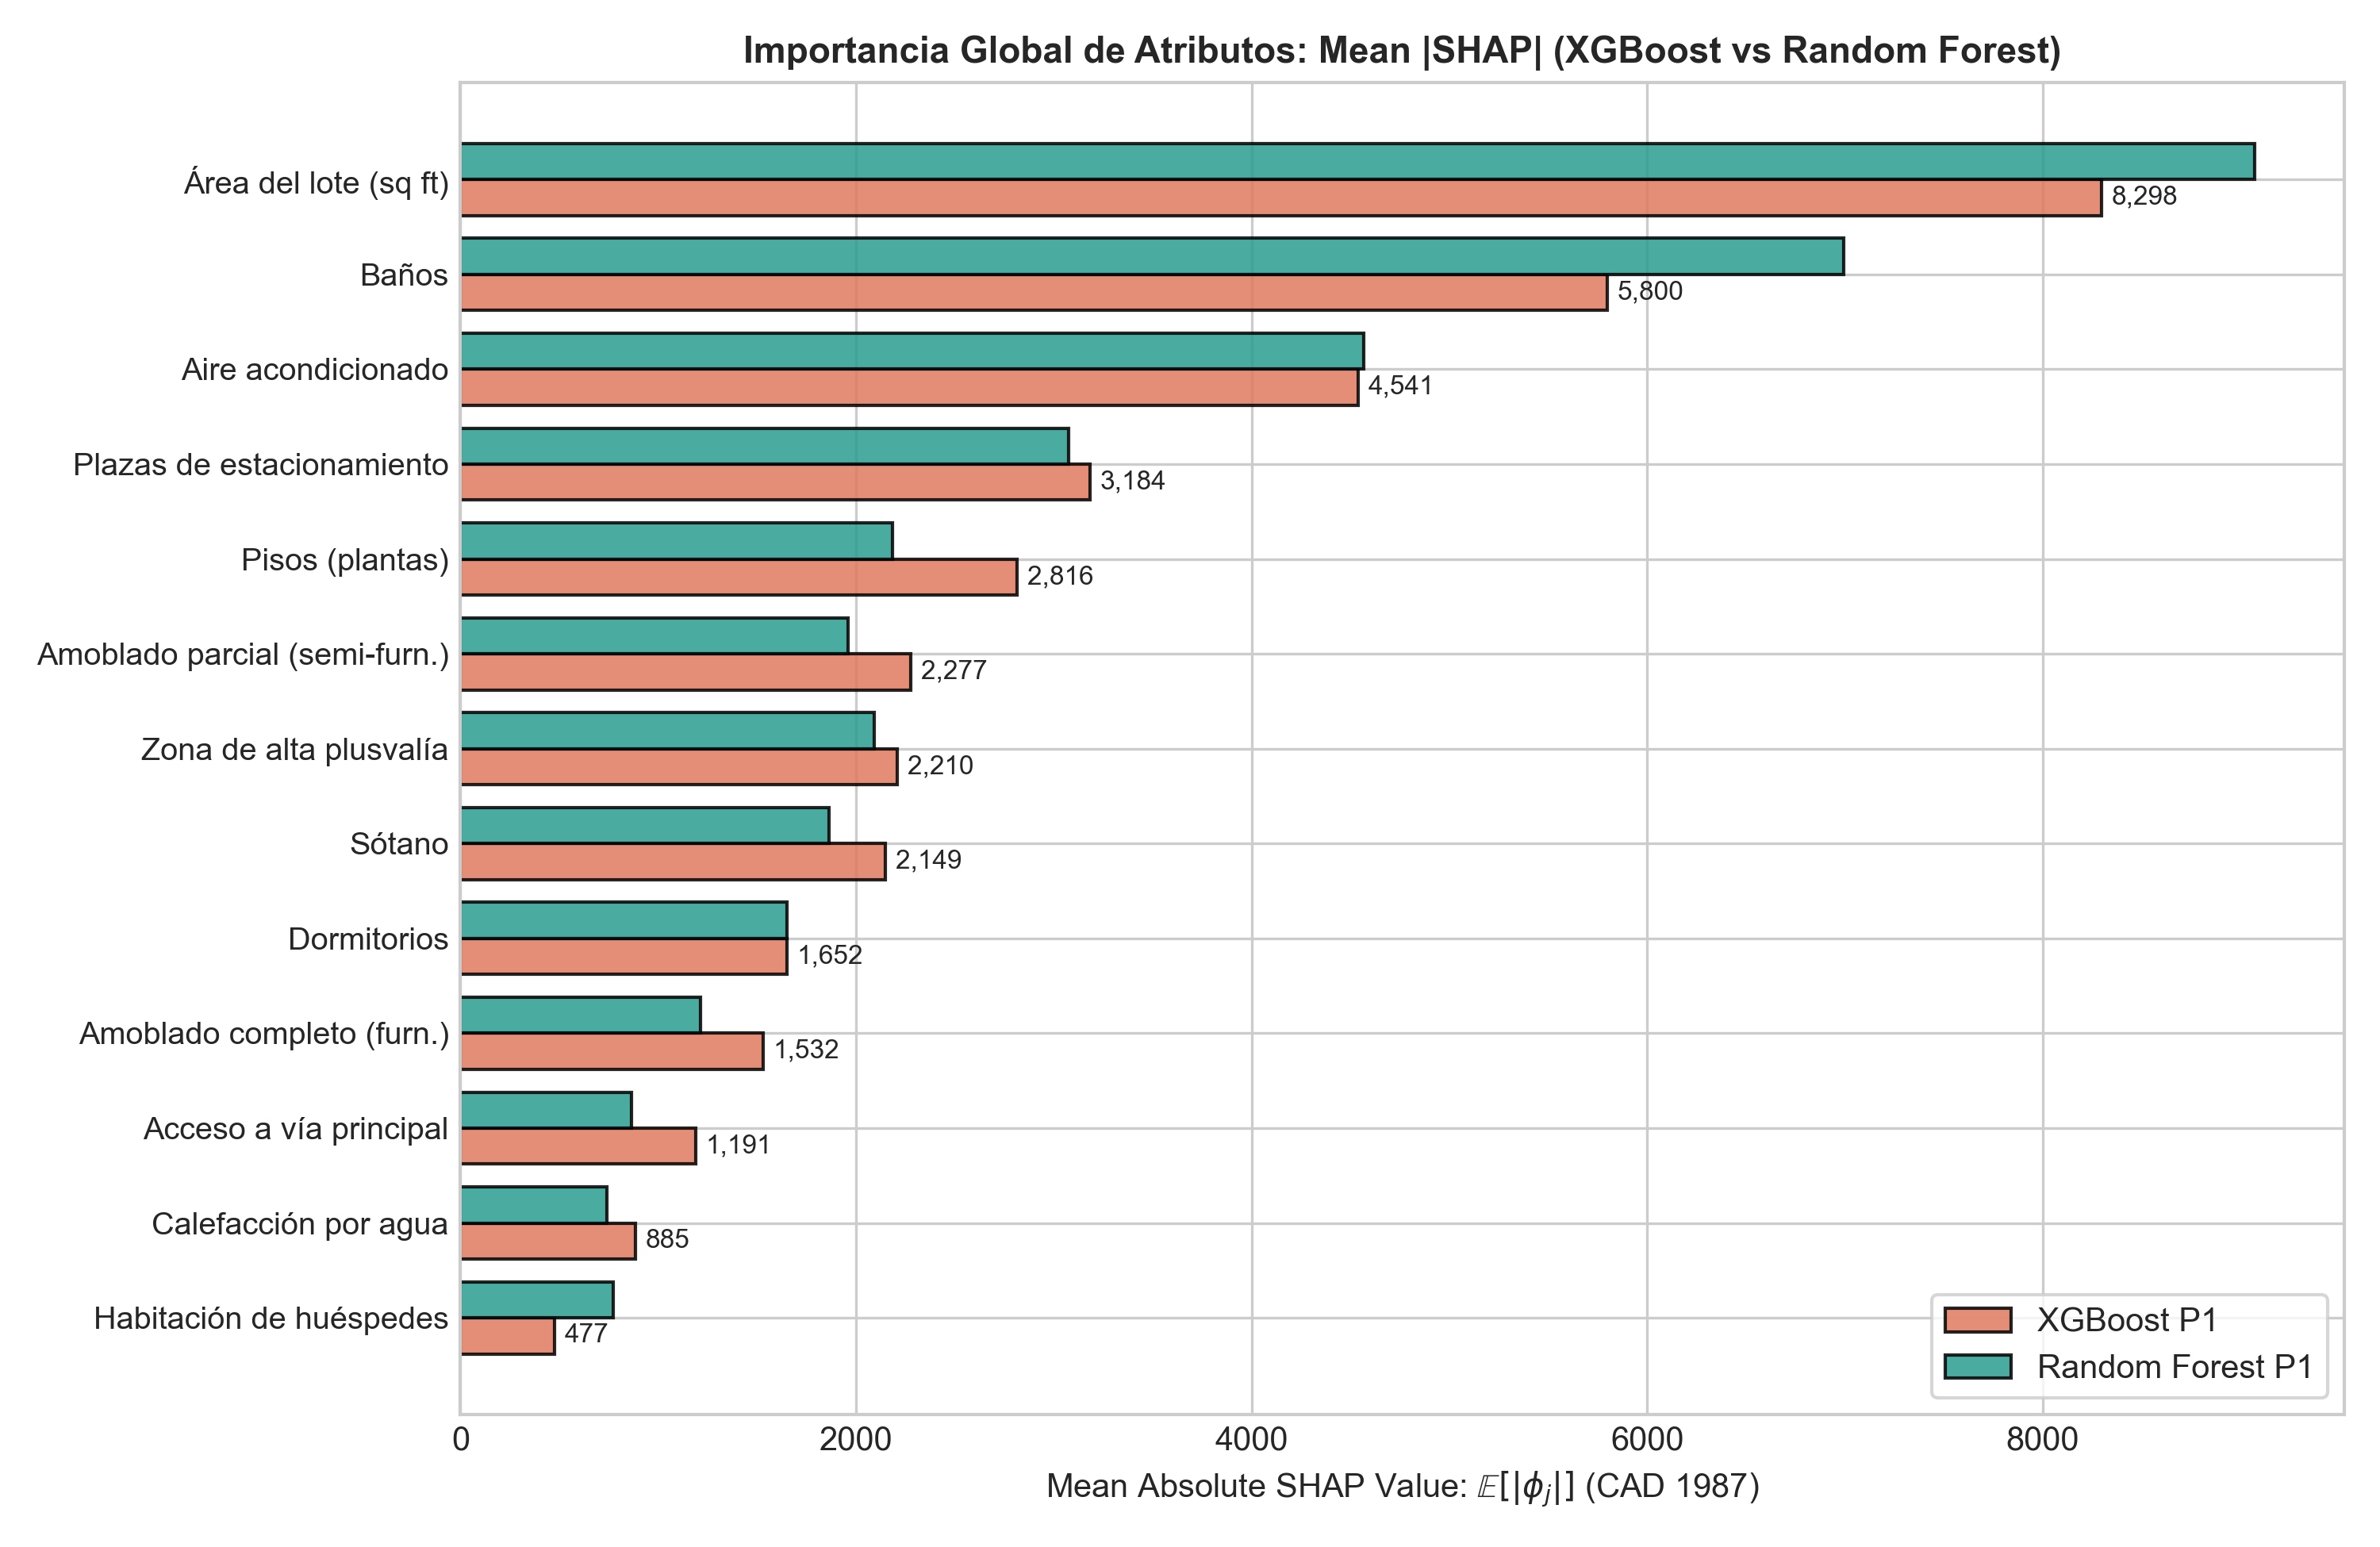 Importancia Global de Atributos: Mean |SHAP| (XGBoost vs Random Forest)
Área del lote (sq ft)
8,298
Baños
5,800
Aire acondicionado
4,541
Plazas de estacionamiento
3,184
Pisos (plantas)
2,816
Amoblado parcial (semi-furn.)
2,277
Zona de alta plusvalía
2,210
Sótano
2,149
Dormitorios
1,652
Amoblado completo (furn.)
1,532
Acceso a vía principal
1,191
Calefacción por agua
885
Habitación de huéspedes
477
XGBoost P1
Random Forest P1
0 2000 4000 6000 8000
Mean Absolute SHAP Value: 𝔼[|ϕⱼ|] (CAD 1987)